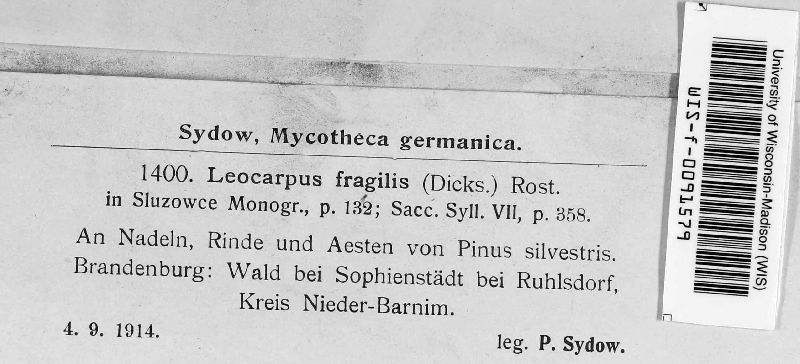 Sydow, Mycotheca germanica.
1400. Leocarpus fragilis (Dicks.) Rost.
in Sluzowce Monogr., p. 132; Sacc. Syll. VII, p. 358.
An Nadeln, Rinde und Aesten von Pinus silvestris.
Brandenburg: Wald bei Sophienstädt bei Ruhlsdorf,
Kreis Nieder-Barnim.
4. 9. 1914.
leg. P. Sydow.
University of Wisconsin-Madison (WIS)
WIS-f-0091579